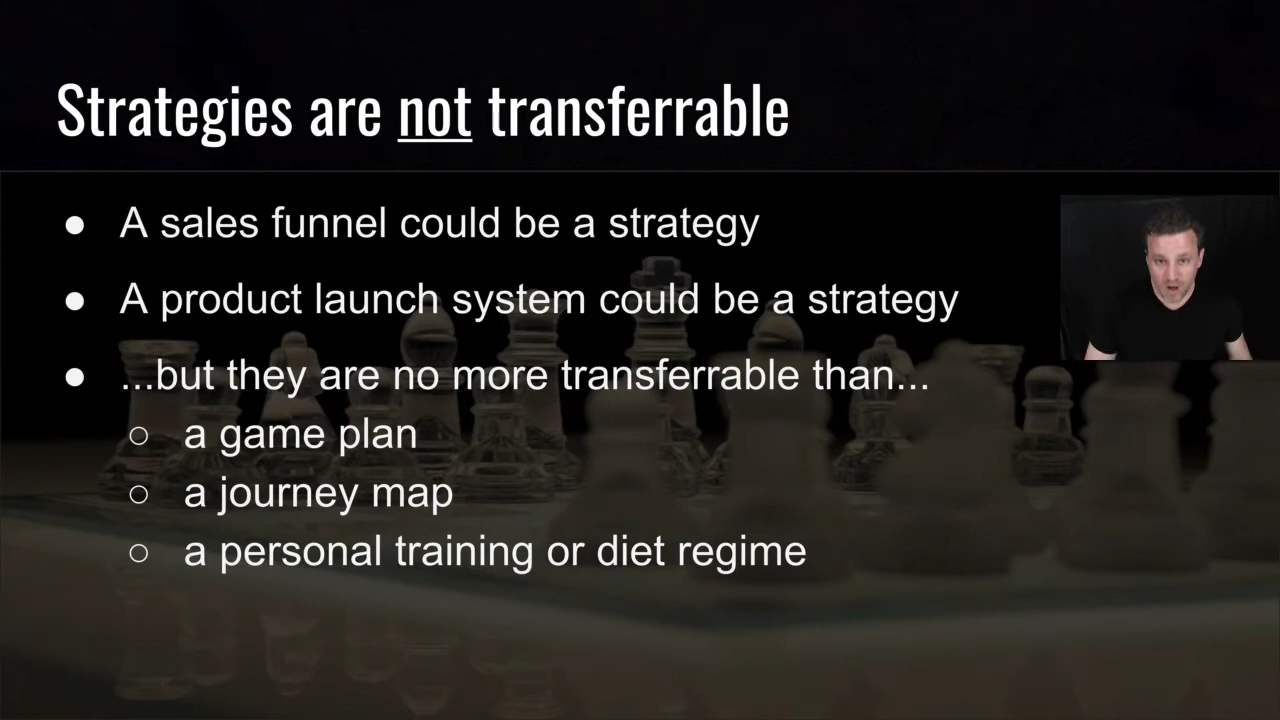 Strategies are not transferrable
● A sales funnel could be a strategy
● A product launch system could be a strategy
● ...but they are no more transferrable than...
○ a game plan
○ a journey map
○ a personal training or diet regime